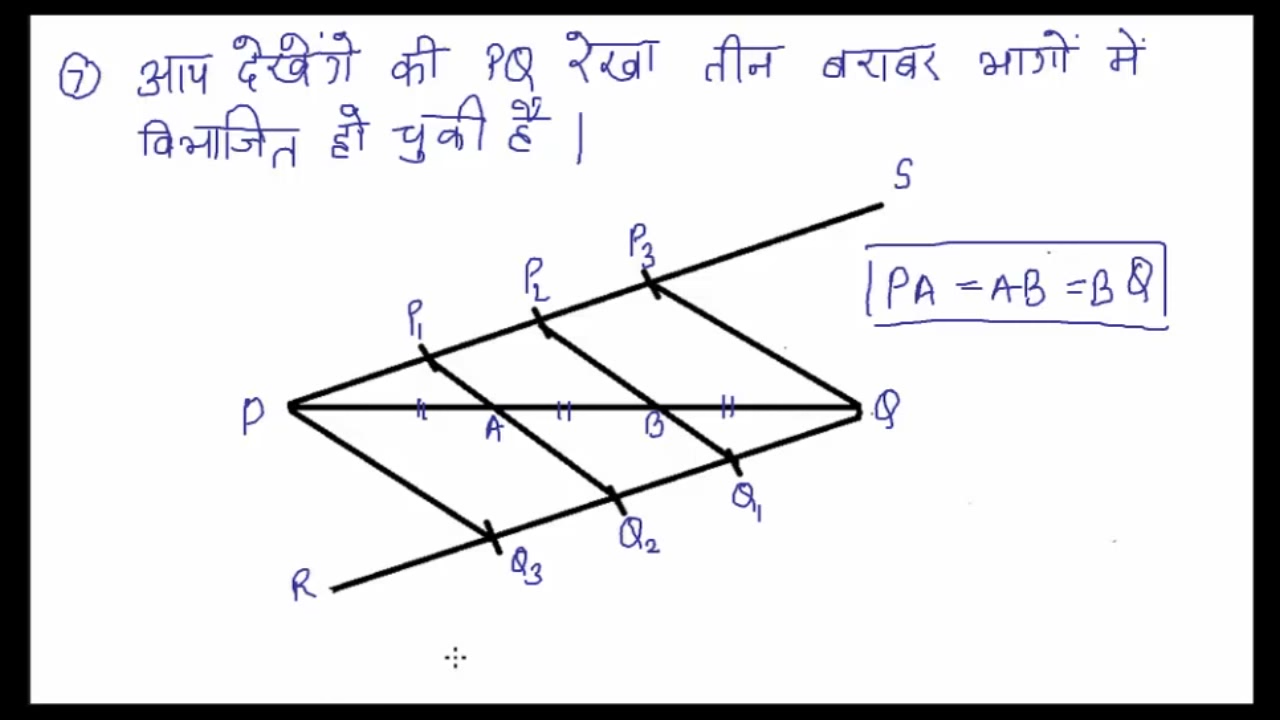 ⑦ आप देखेंगे की PQ रेखा तीन बराबर भागों में
विभाजित हो चुकी है ।
S
P₃
P₂
PA = AB = BQ
P₁
P
A
B
Q
Q₁
Q₂
Q₃
R